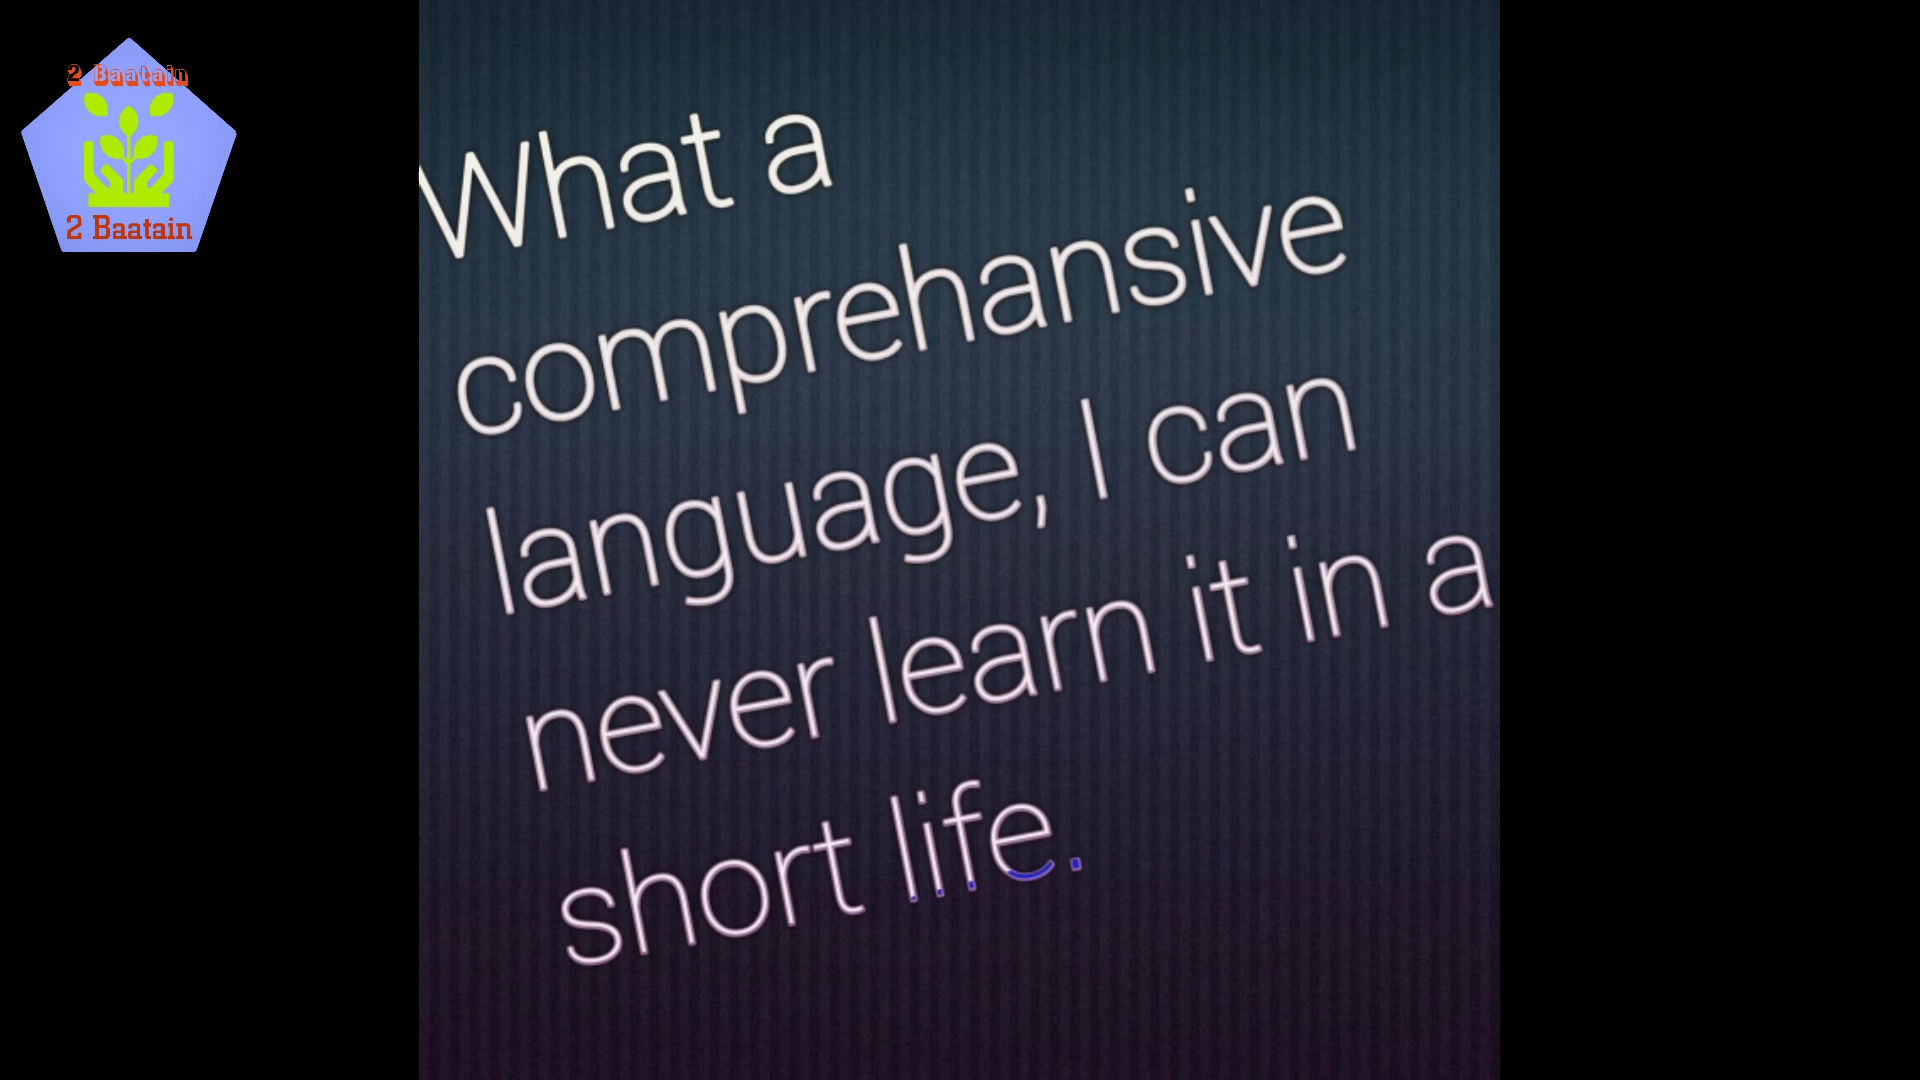 2 Baatain
2 Baatain
What a
comprehansive
language, I can
never learn it in a
short life.